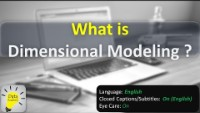 What is
Dimensional Modeling ?
Language: English
Closed Captions/Subtitles: On (English)
Eye Care: On